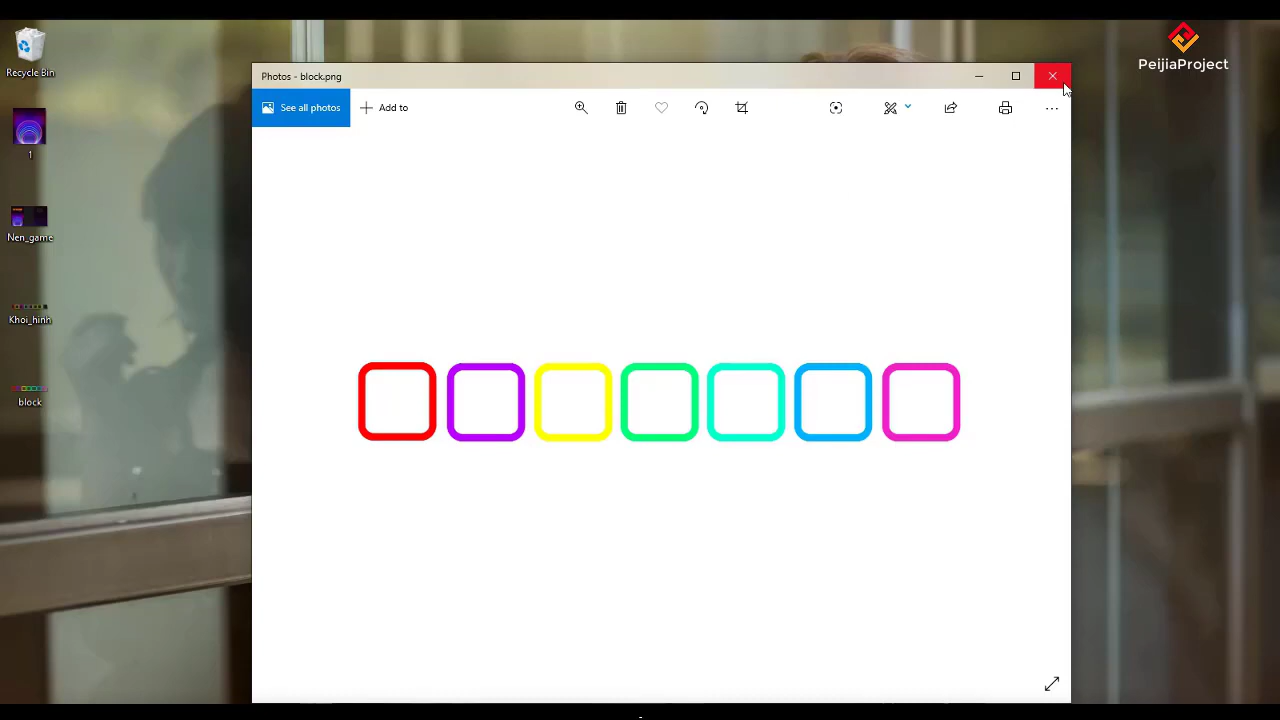 Recycle Bin
1
Nen_game
Khoi_hinh
block
Photos - block.png
See all photos
Add to
PeijiaProject